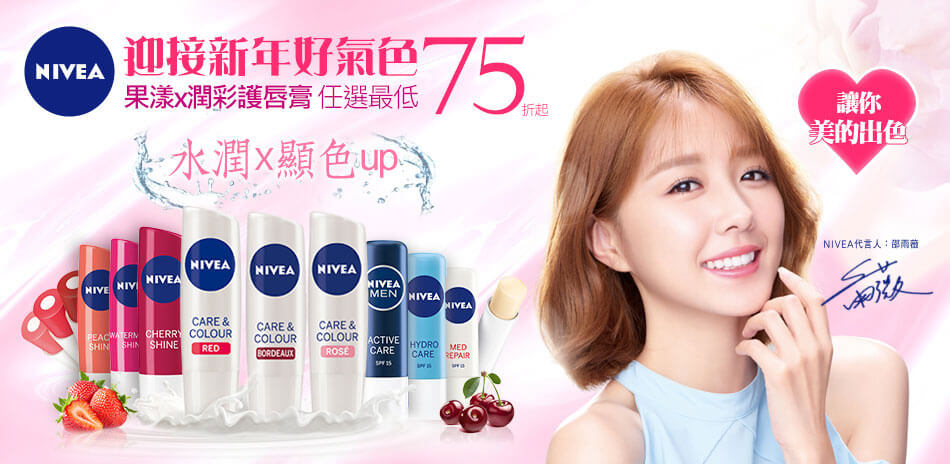 NIVEA
迎接新年好氣色
果漾x潤彩護唇膏 任選最低
75
折起
水潤x顯色up
讓你
美的出色
NIVEA代言人：邵雨薇
NIVEA
PEACH
SHINE
NIVEA
WATERM
SHIN
NIVEA
CHERRY
SHINE
NIVEA
CARE &
COLOUR
RED
NIVEA
CARE &
COLOUR
BORDEAUX
NIVEA
CARE &
COLOUR
ROSÉ
NIVEA
MEN
ACTIVE
CARE
SPF 15
NIVEA
HYDRO
CARE
SPF 15
NIVEA
MED
REPAIR
SPF 15